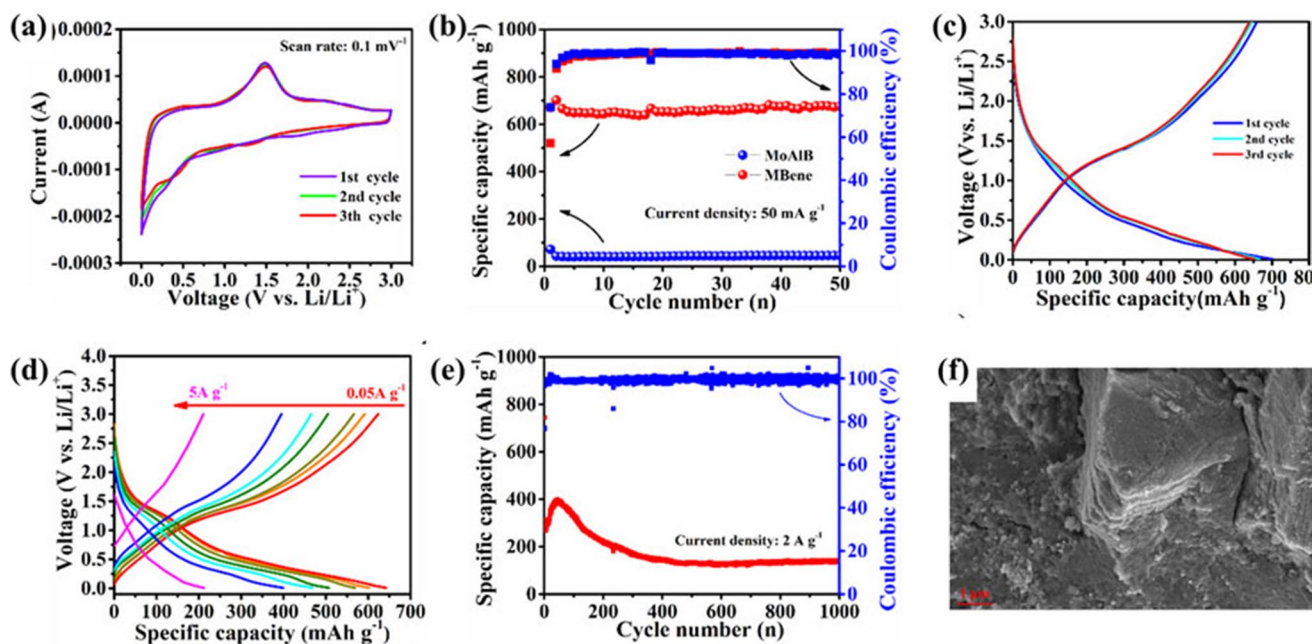 (a)
0.0002
0.0001
0.0000
-0.0001
-0.0002
-0.0003
Current (A)
Scan rate: 0.1 mV⁻¹
1st cycle
2nd cycle
3th cycle
0.0 0.5 1.0 1.5 2.0 2.5 3.0
Voltage (V vs. Li/Li⁺)
(b)
1000
900
800
700
600
500
400
300
200
100
0
Specific capacity (mAh g⁻¹)
MoAlB
MBene
Current density: 50 mA g⁻¹
100
80
60
40
20
0
Coulombic efficiency (%)
0 10 20 30 40 50
Cycle number (n)
(c)
3.0
2.5
2.0
1.5
1.0
0.5
0.0
Voltage (Vvs. Li/Li⁺)
1st cycle
2nd cycle
3rd cycle
0 100 200 300 400 500 600 700 800
Specific capacity(mAh g⁻¹)
(d)
4.0
3.5
3.0
2.5
2.0
1.5
1.0
0.5
0.0
Voltage (V vs. Li/Li⁺)
5A g⁻¹
0.05A g⁻¹
0 100 200 300 400 500 600 700
Specific capacity (mAh g⁻¹)
(e)
1000
800
600
400
200
0
Specific capacity (mAh g⁻¹)
Current density: 2 A g⁻¹
100
80
60
40
20
0
Coulombic efficiency (%)
0 200 400 600 800 1000
Cycle number (n)
(f)